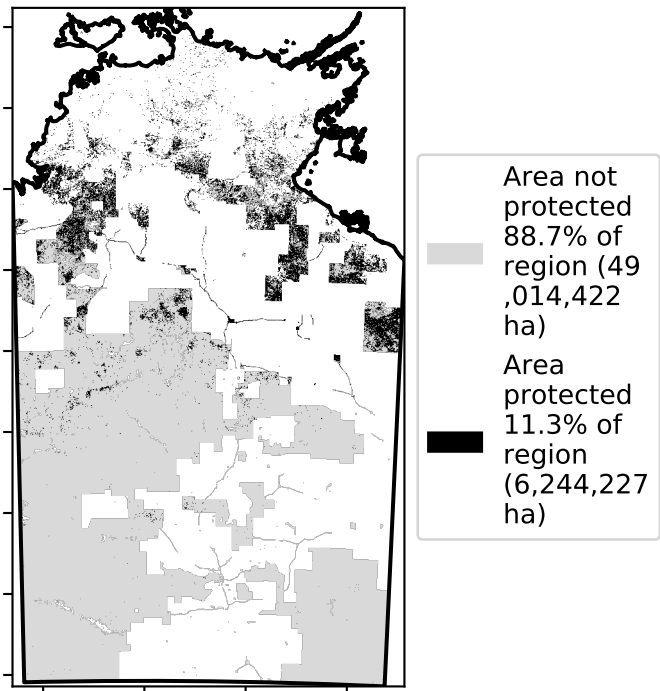 Area not
protected
88.7% of
region (49
,014,422
ha)
Area
protected
11.3% of
region
(6,244,227
ha)